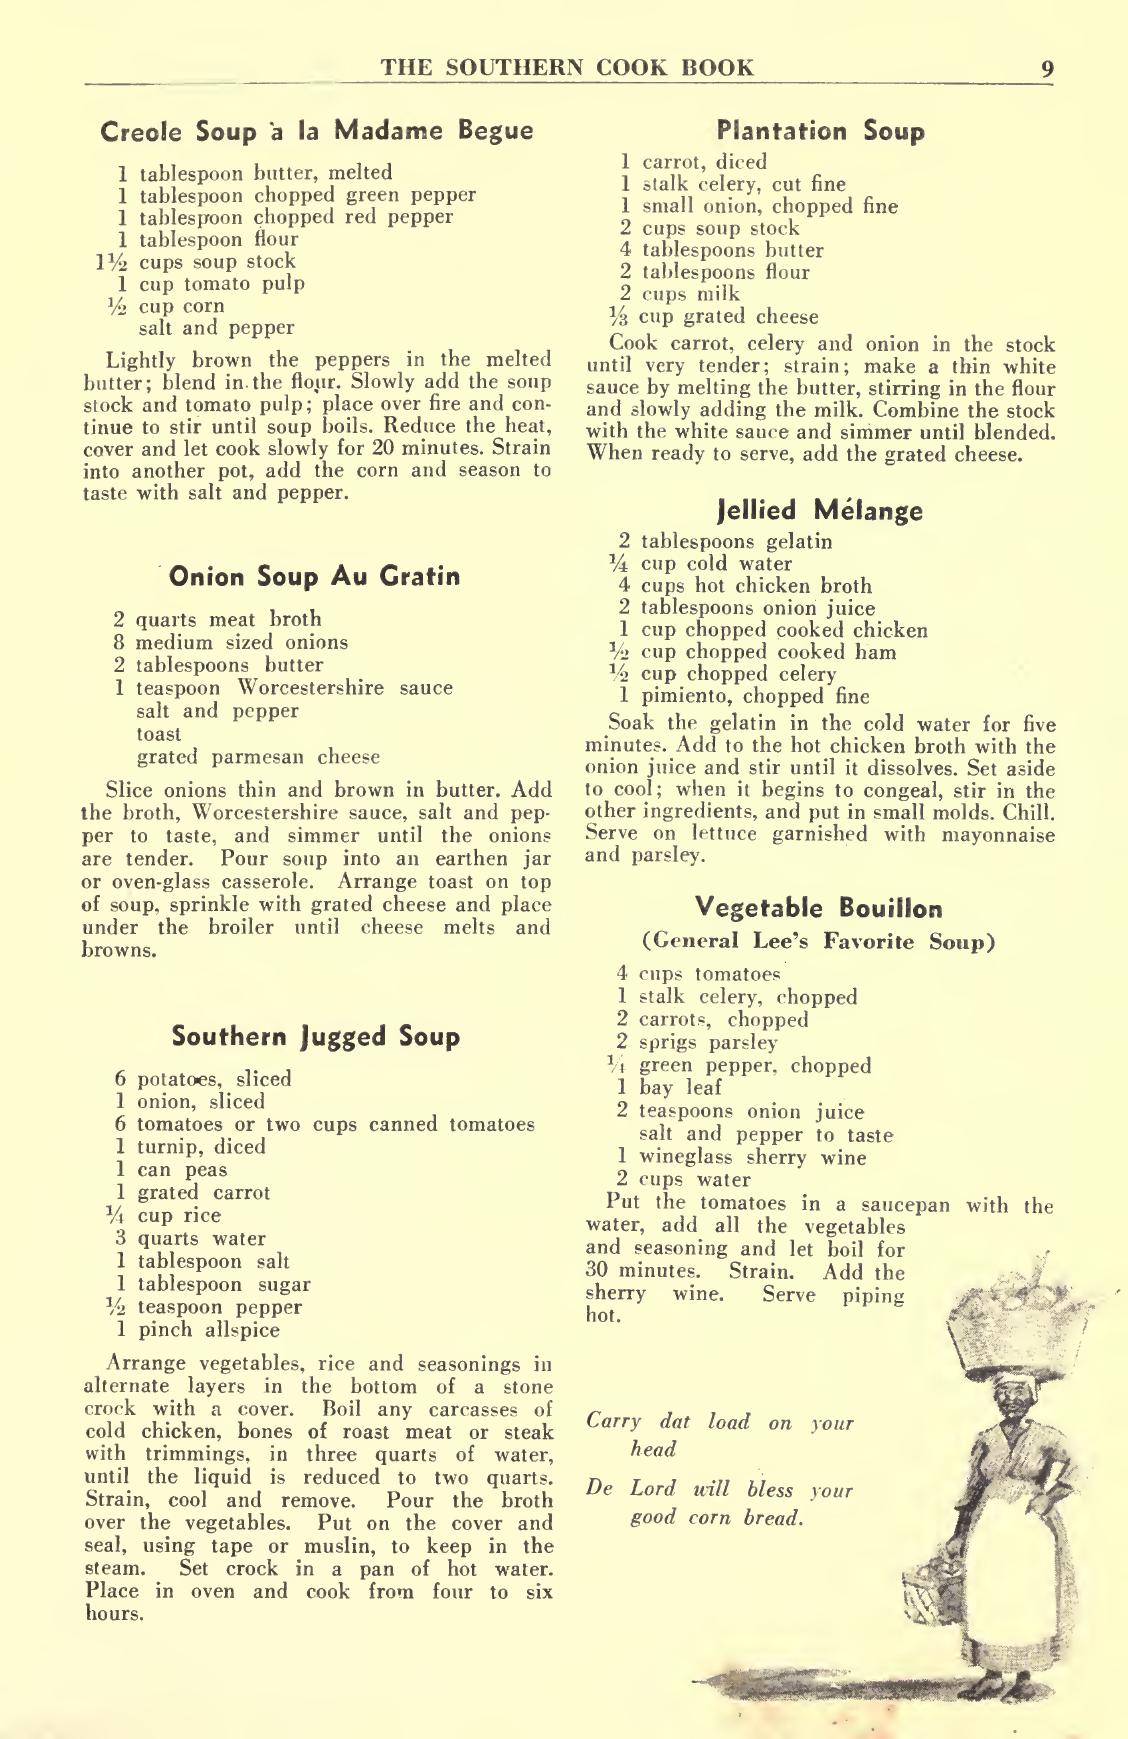 THE SOUTHERN COOK BOOK 9
Creole Soup à la Madame Begue
1 tablespoon butter, melted
1 tablespoon chopped green pepper
1 tablespoon chopped red pepper
1 tablespoon flour
1½ cups soup stock
1 cup tomato pulp
½ cup corn
salt and pepper
Lightly brown the peppers in the melted
butter; blend in the flour. Slowly add the soup
stock and tomato pulp; place over fire and con-
tinue to stir until soup boils. Reduce the heat,
cover and let cook slowly for 20 minutes. Strain
into another pot, add the corn and season to
taste with salt and pepper.
Onion Soup Au Gratin
2 quarts meat broth
8 medium sized onions
2 tablespoons butter
1 teaspoon Worcestershire sauce
salt and pepper
toast
grated parmesan cheese
Slice onions thin and brown in butter. Add
the broth, Worcestershire sauce, salt and pep-
per to taste, and simmer until the onions
are tender. Pour soup into an earthen jar
or oven-glass casserole. Arrange toast on top
of soup, sprinkle with grated cheese and place
under the broiler until cheese melts and
browns.
Southern Jugged Soup
6 potatoes, sliced
1 onion, sliced
6 tomatoes or two cups canned tomatoes
1 turnip, diced
1 can peas
1 grated carrot
¼ cup rice
3 quarts water
1 tablespoon salt
1 tablespoon sugar
½ teaspoon pepper
1 pinch allspice
Arrange vegetables, rice and seasonings in
alternate layers in the bottom of a stone
crock with a cover. Boil any carcasses of
cold chicken, bones of roast meat or steak
with trimmings, in three quarts of water,
until the liquid is reduced to two quarts.
Strain, cool and remove. Pour the broth
over the vegetables. Put on the cover and
seal, using tape or muslin, to keep in the
steam. Set crock in a pan of hot water.
Place in oven and cook from four to six
hours.
Plantation Soup
1 carrot, diced
1 stalk celery, cut fine
1 small onion, chopped fine
2 cups soup stock
4 tablespoons butter
2 tablespoons flour
2 cups milk
⅓ cup grated cheese
Cook carrot, celery and onion in the stock
until very tender; strain; make a thin white
sauce by melting the butter, stirring in the flour
and slowly adding the milk. Combine the stock
with the white sauce and simmer until blended.
When ready to serve, add the grated cheese.
Jellied Mélange
2 tablespoons gelatin
¼ cup cold water
4 cups hot chicken broth
2 tablespoons onion juice
1 cup chopped cooked chicken
½ cup chopped cooked ham
½ cup chopped celery
1 pimiento, chopped fine
Soak the gelatin in the cold water for five
minutes. Add to the hot chicken broth with the
onion juice and stir until it dissolves. Set aside
to cool; when it begins to congeal, stir in the
other ingredients, and put in small molds. Chill.
Serve on lettuce garnished with mayonnaise
and parsley.
Vegetable Bouillon
(General Lee's Favorite Soup)
4 cups tomatoes
1 stalk celery, chopped
2 carrots, chopped
2 sprigs parsley
¼ green pepper, chopped
1 bay leaf
2 teaspoons onion juice
salt and pepper to taste
1 wineglass sherry wine
2 cups water
Put the tomatoes in a saucepan with the
water, add all the vegetables
and seasoning and let boil for
30 minutes. Strain. Add the
sherry wine. Serve piping
hot.
Carry dat load on your
head
De Lord will bless your
good corn bread.